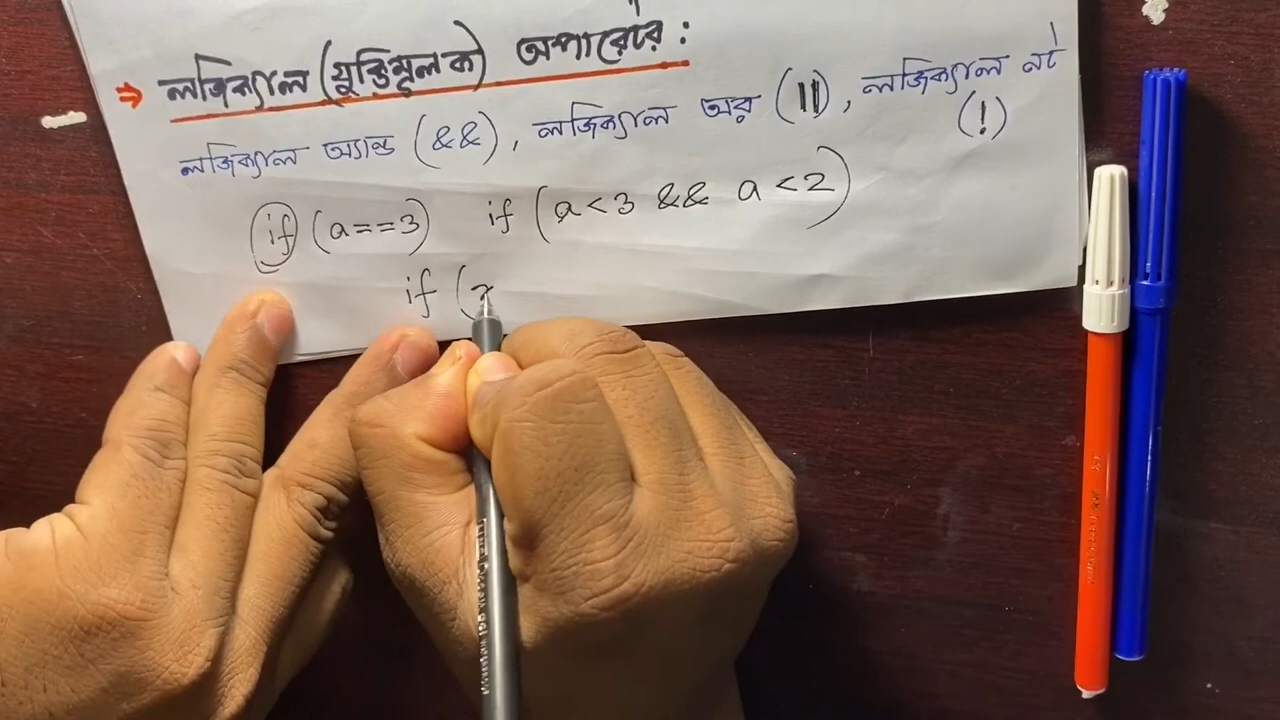 ⇒ লজিক্যাল (যুক্তিমূলক) অপারেটর :
লজিক্যাল অ্যান্ড (&&), লজিক্যাল অর (||), লজিক্যাল নট (!)
if (a==3) if (a<3 && a<2)
if (